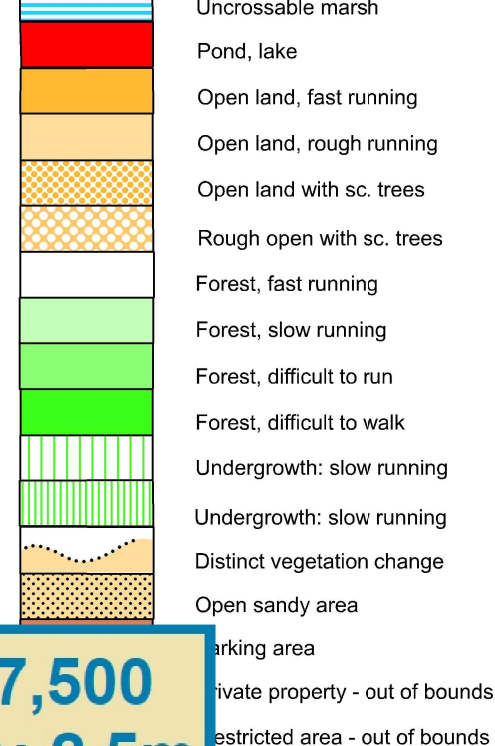 Uncrossable marsh
Pond, lake
Open land, fast running
Open land, rough running
Open land with sc. trees
Rough open with sc. trees
Forest, fast running
Forest, slow running
Forest, difficult to run
Forest, difficult to walk
Undergrowth: slow running
Undergrowth: slow running
Distinct vegetation change
Open sandy area
arking area
rivate property - out of bounds
estricted area - out of bounds
7,500
2.5m